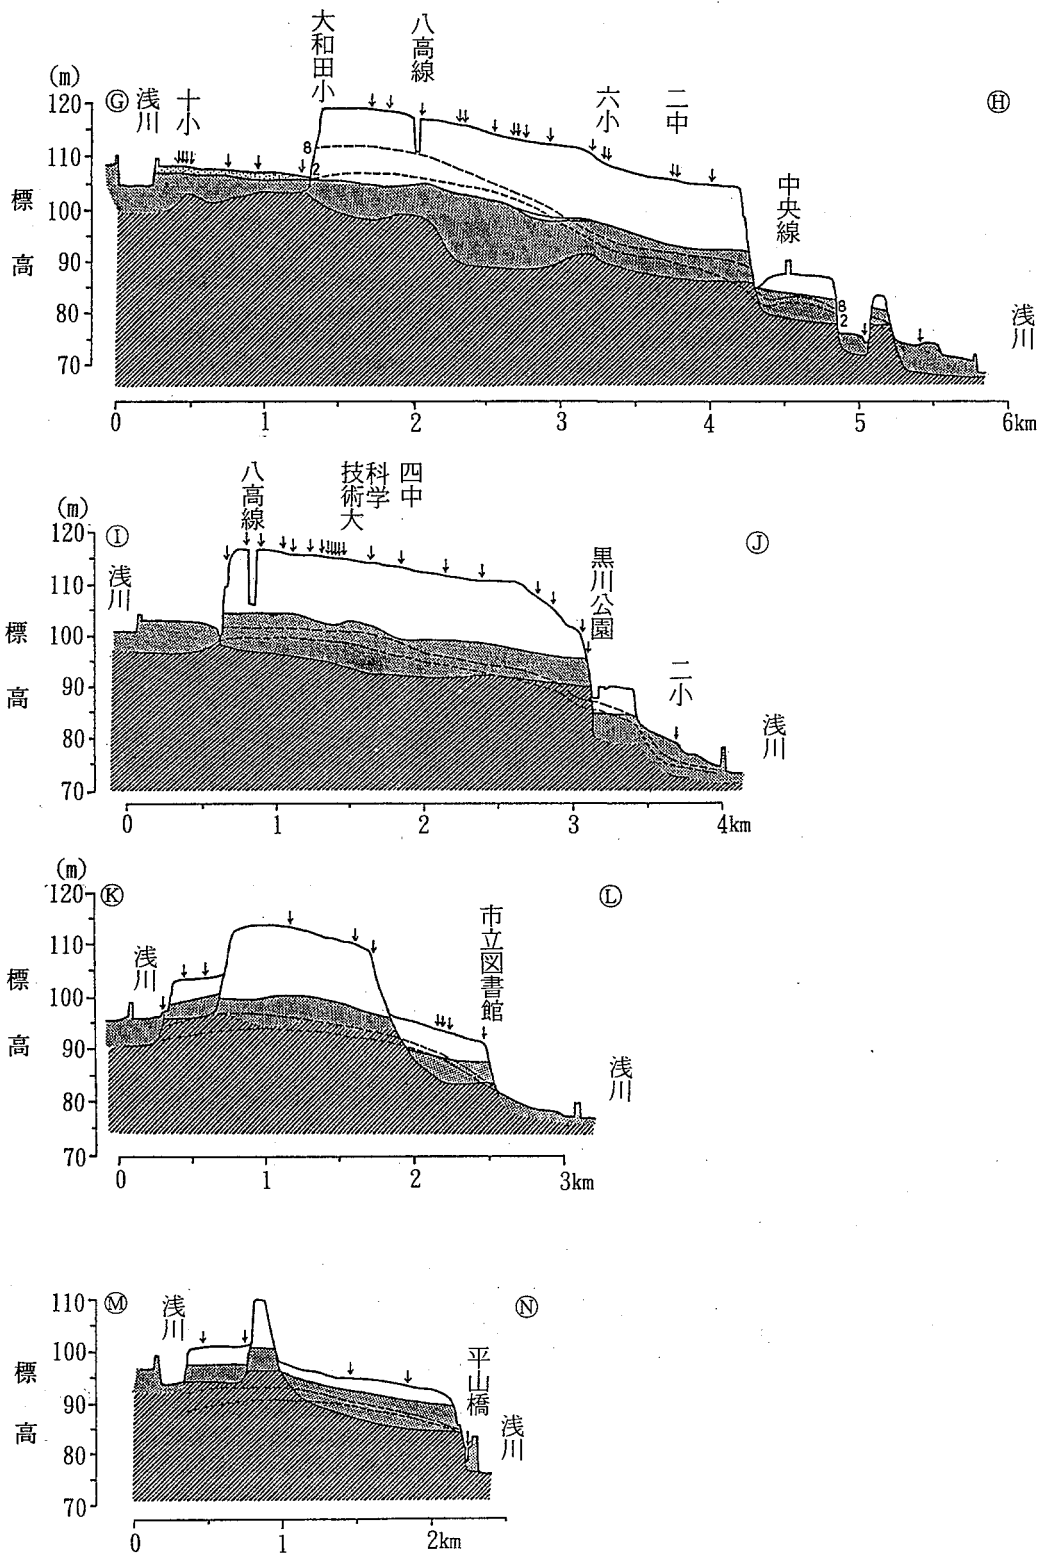 大和田小
八高線
(m)
Ⓖ
浅川
十小
六小
二中
Ⓗ
120
110
100
90
80
70
標高
8
2
中央線
8
2
浅川
0 1 2 3 4 5 6km
八高線
科学技術大
四中
(m)
Ⓘ
Ⓙ
120
110
100
90
80
70
標高
浅川
黒川公園
二小
浅川
0 1 2 3 4km
(m)
Ⓚ
Ⓛ
120
110
100
90
80
70
標高
浅川
市立図書館
浅川
0 1 2 3km
Ⓜ
Ⓝ
110
100
90
80
70
標高
浅川
平山橋
浅川
0 1 2km